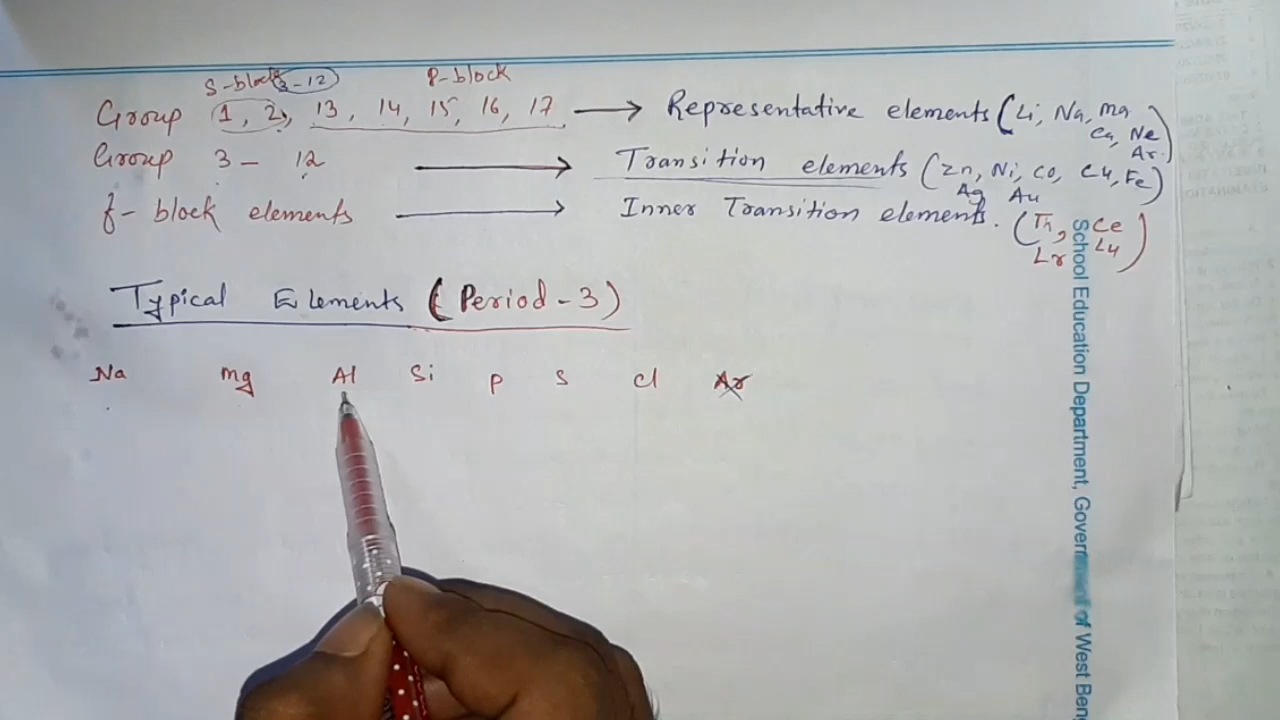 S-block 3-12 P-block
Group 1, 2, 13, 14, 15, 16, 17 → Representative elements (Li, Na, Mg
Ca, Ne
Ar.)
Group 3 - 12 → Transition elements (Zn, Ni, Co, Cu, Fe)
Ag Au
f- block elements → Inner Transition elements. (Th, Ce
Lr Lu)
Typical Elements (Period - 3)
Na Mg Al Si P S Cl Ar
School Education Department, Government of West Beng